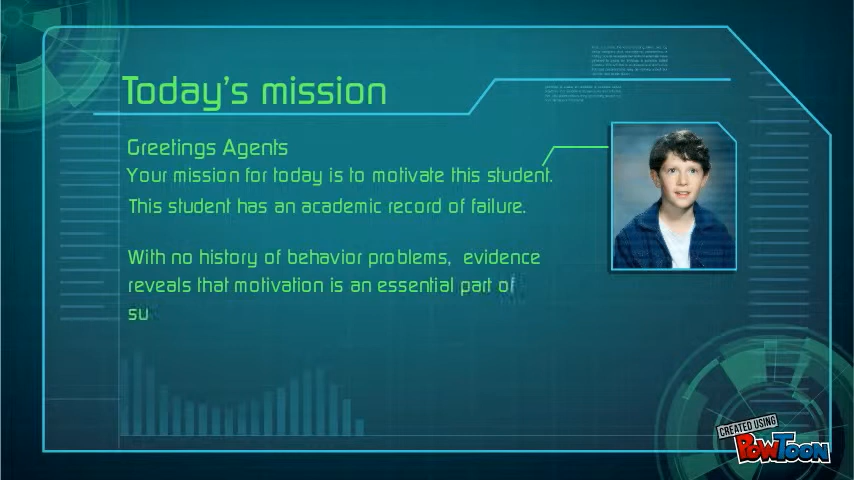 Today's mission
Greetings Agents
Your mission for today is to motivate this student.
This student has an academic record of failure.
With no history of behavior problems, evidence
reveals that motivation is an essential part of
su
CREATED USING
POWTOON